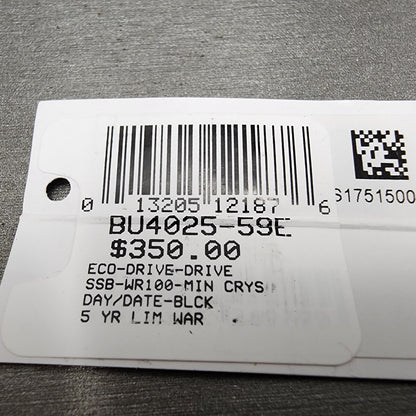 S1751500
0 13205 12187 6
BU4025-59E
$350.00
ECO-DRIVE-DRIVE
SSB-WR100-MIN CRYS
DAY/DATE-BLCK
5 YR LIM WAR